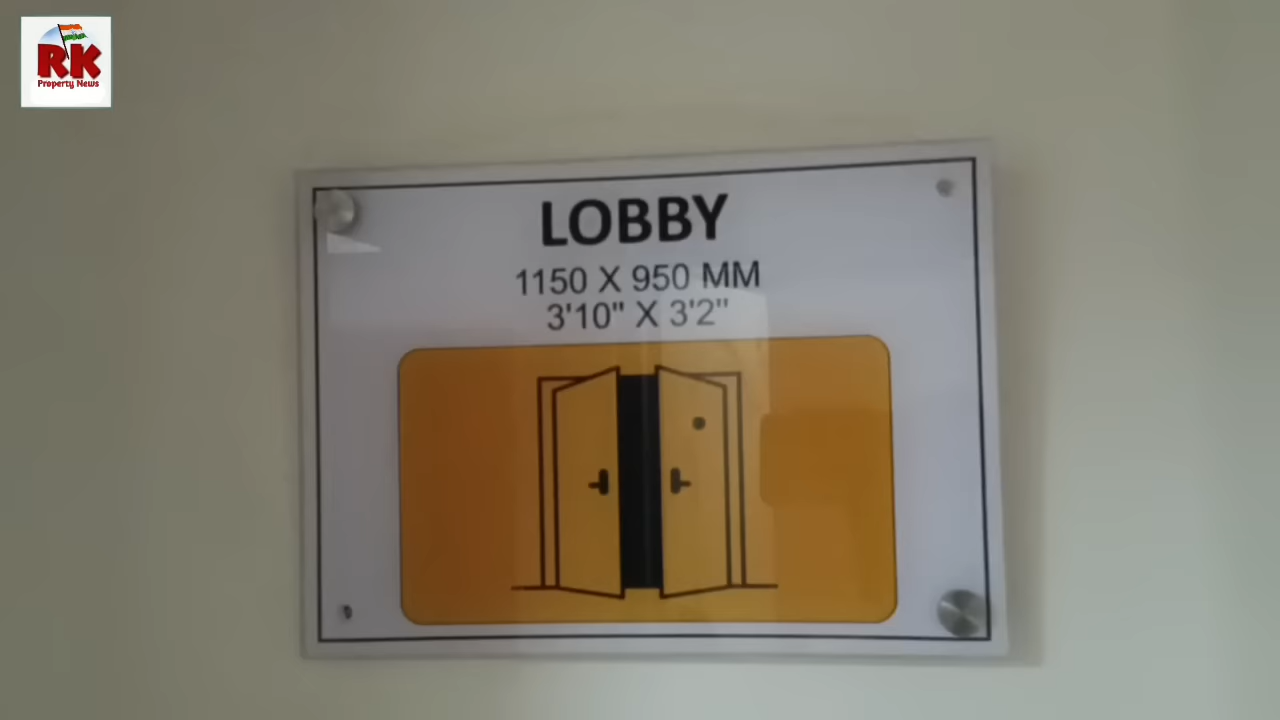 RK
Property News
LOBBY
1150 X 950 MM
3'10" X 3'2"